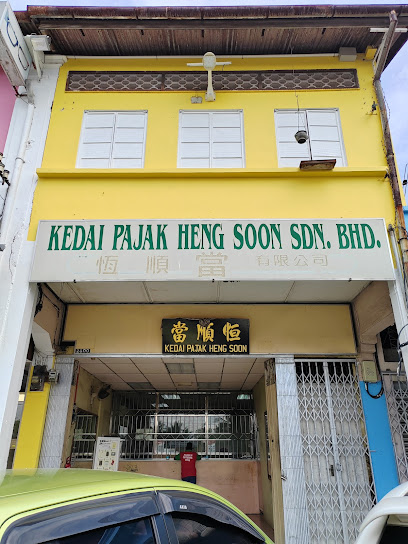 KEDAI PAJAK HENG SOON SDN. BHD.
恆順當有限公司
當順恒
KEDAI PAJAK HENG SOON